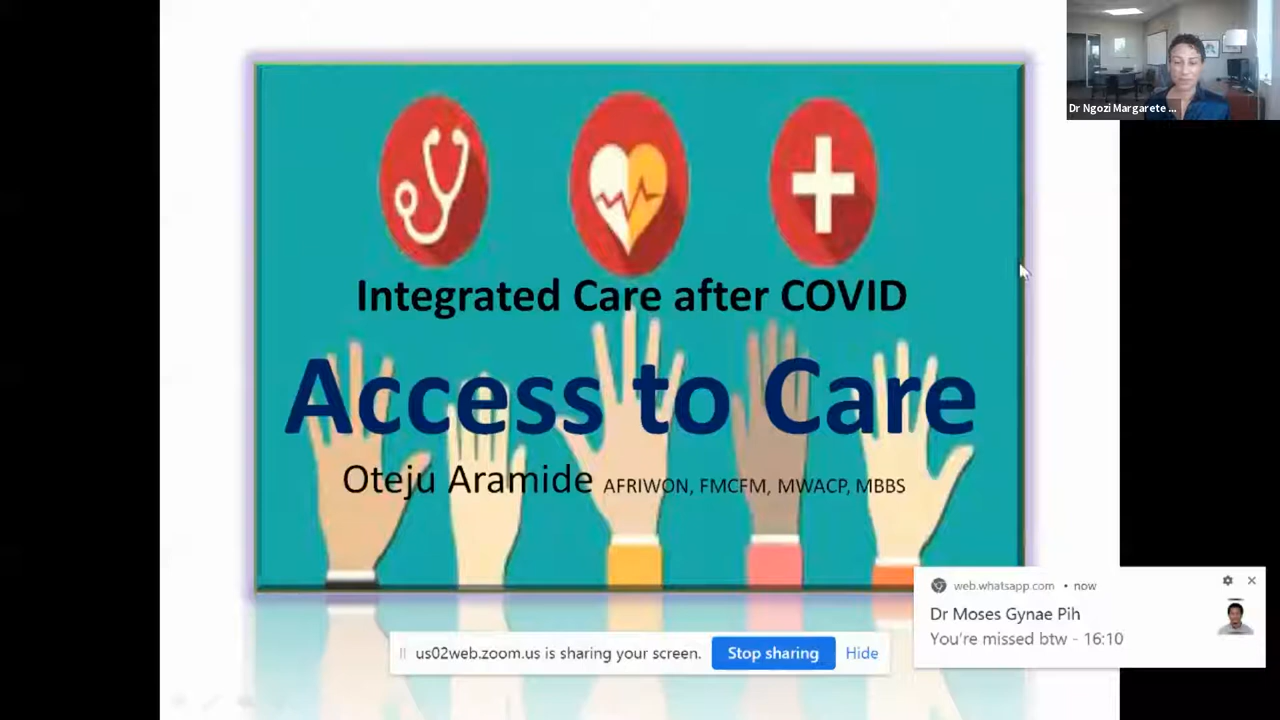 Dr Ngozi Margarete ...
Integrated Care after COVID
Access to Care
Oteju Aramide AFRIWON, FMCFM, MWACP, MBBS
web.whatsapp.com • now
Dr Moses Gynae Pih
You're missed btw - 16:10
us02web.zoom.us is sharing your screen. Stop sharing Hide